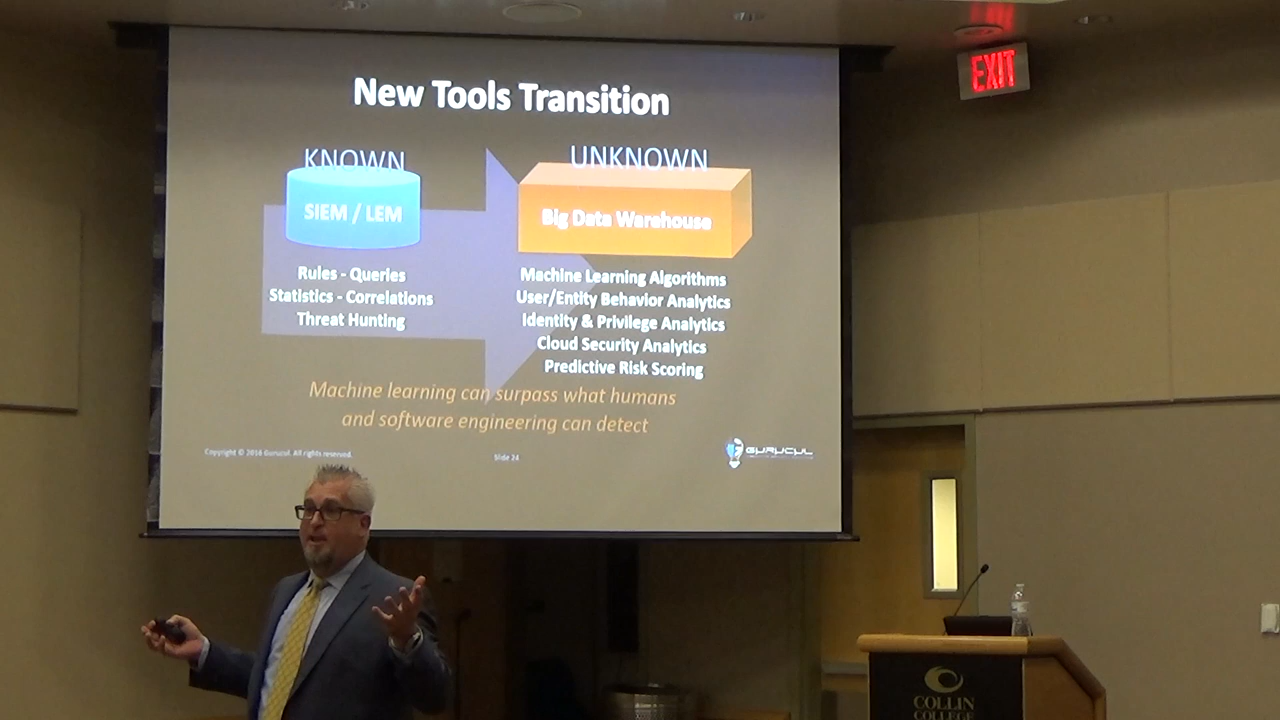 New Tools Transition
EXIT
KNOWN
UNKNOWN
SIEM / LEM
Big Data Warehouse
Rules - Queries
Statistics - Correlations
Threat Hunting
Machine Learning Algorithms
User/Entity Behavior Analytics
Identity & Privilege Analytics
Cloud Security Analytics
Predictive Risk Scoring
Machine learning can surpass what humans
and software engineering can detect
Copyright © 2016 Gurucul. All rights reserved.
Slide 24
GURUCUL
COLLIN
COLLEGE